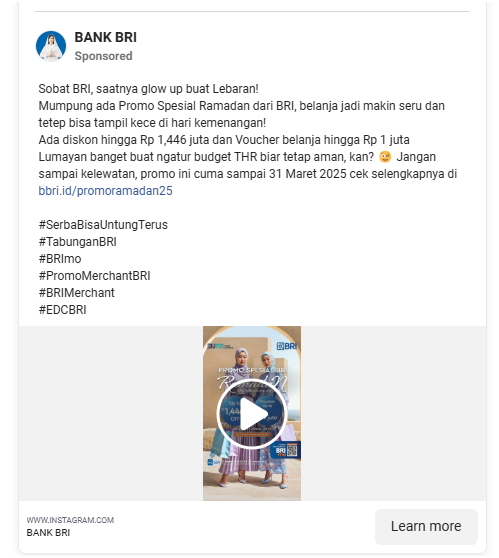 BANK BRI
Sponsored
Sobat BRI, saatnya glow up buat Lebaran!
Mumpung ada Promo Spesial Ramadan dari BRI, belanja jadi makin seru dan
tetep bisa tampil kece di hari kemenangan!
Ada diskon hingga Rp 1,446 juta dan Voucher belanja hingga Rp 1 juta
Lumayan banget buat ngatur budget THR biar tetap aman, kan? 😉 Jangan
sampai kelewatan, promo ini cuma sampai 31 Maret 2025 cek selengkapnya di
bbri.id/promoramadan25
#SerbaBisaUntungTerus
#TabunganBRI
#BRImo
#PromoMerchantBRI
#BRIMerchant
#EDCBRI
BRI
PROMO SPESIAL
Ramadan
1,44
BRI
WWW.INSTAGRAM.COM
BANK BRI
Learn more